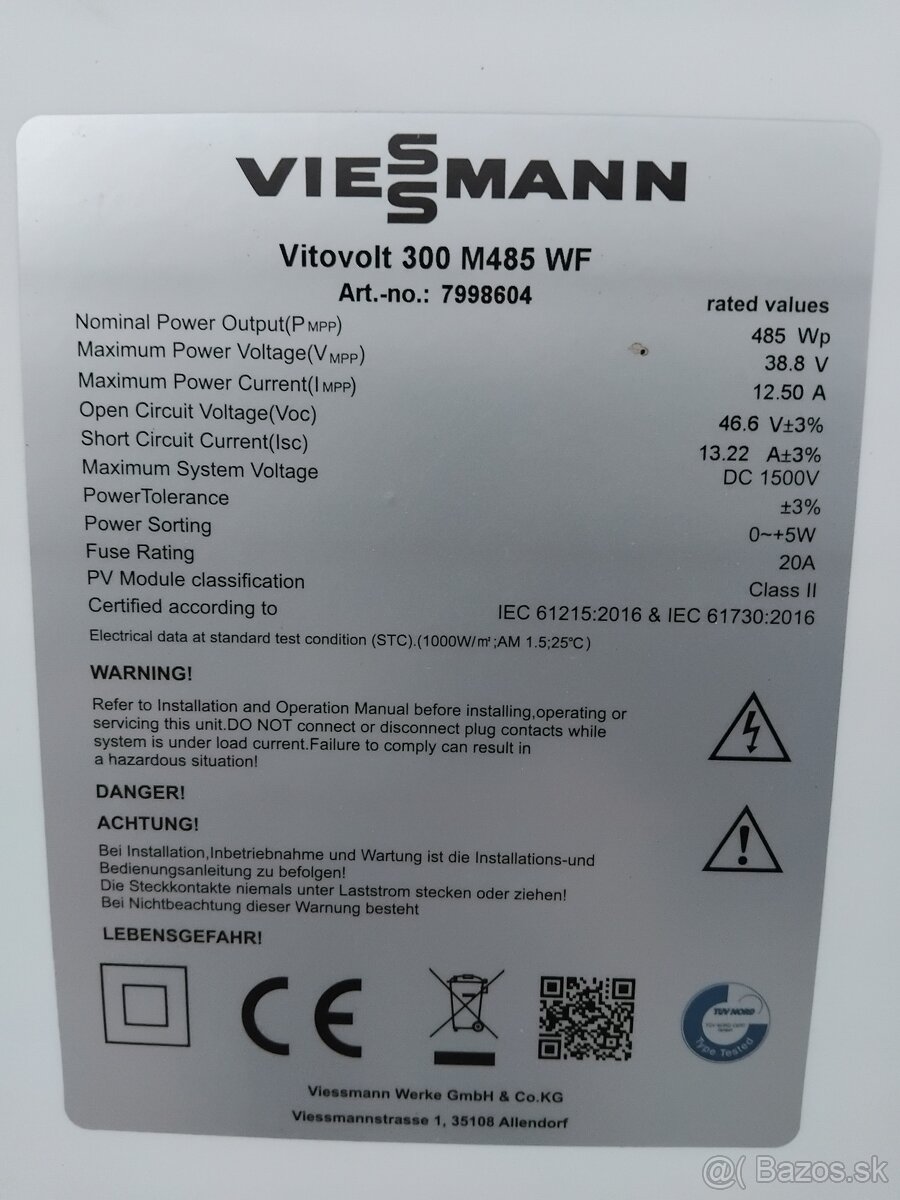 VIESSMANN
Vitovolt 300 M485 WF
Art.-no.: 7998604
rated values
Nominal Power Output(PMPP) 485 Wp
Maximum Power Voltage(VMPP) 38.8 V
Maximum Power Current(IMPP) 12.50 A
Open Circuit Voltage(Voc) 46.6 V±3%
Short Circuit Current(Isc) 13.22 A±3%
Maximum System Voltage DC 1500V
PowerTolerance ±3%
Power Sorting 0~+5W
Fuse Rating 20A
PV Module classification Class II
Certified according to IEC 61215:2016 & IEC 61730:2016
Electrical data at standard test condition (STC).(1000W/㎡;AM 1.5;25℃)
WARNING!
Refer to Installation and Operation Manual before installing,operating or
servicing this unit.DO NOT connect or disconnect plug contacts while
system is under load current.Failure to comply can result in
a hazardous situation!
DANGER!
ACHTUNG!
Bei Installation,Inbetriebnahme und Wartung ist die Installations-und
Bedienungsanleitung zu befolgen!
Die Steckkontakte niemals unter Laststrom stecken oder ziehen!
Bei Nichtbeachtung dieser Warnung besteht
LEBENSGEFAHR!
CE
TÜV NORD
Type Tested
Viessmann Werke GmbH & Co.KG
Viessmannstrasse 1, 35108 Allendorf
@( Bazos.sk